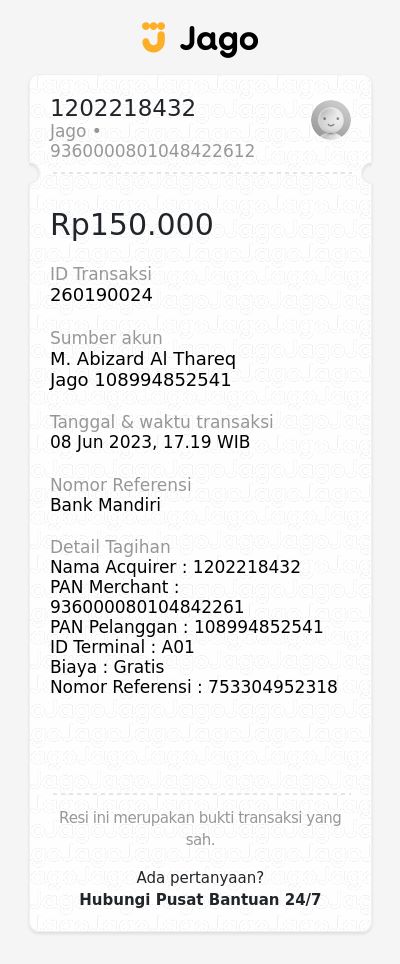 Jago
1202218432
Jago •
9360000801048422612
Rp150.000
ID Transaksi
260190024
Sumber akun
M. Abizard Al Thareq
Jago 108994852541
Tanggal & waktu transaksi
08 Jun 2023, 17.19 WIB
Nomor Referensi
Bank Mandiri
Detail Tagihan
Nama Acquirer : 1202218432
PAN Merchant :
936000080104842261
PAN Pelanggan : 108994852541
ID Terminal : A01
Biaya : Gratis
Nomor Referensi : 753304952318
Resi ini merupakan bukti transaksi yang
sah.
Ada pertanyaan?
Hubungi Pusat Bantuan 24/7